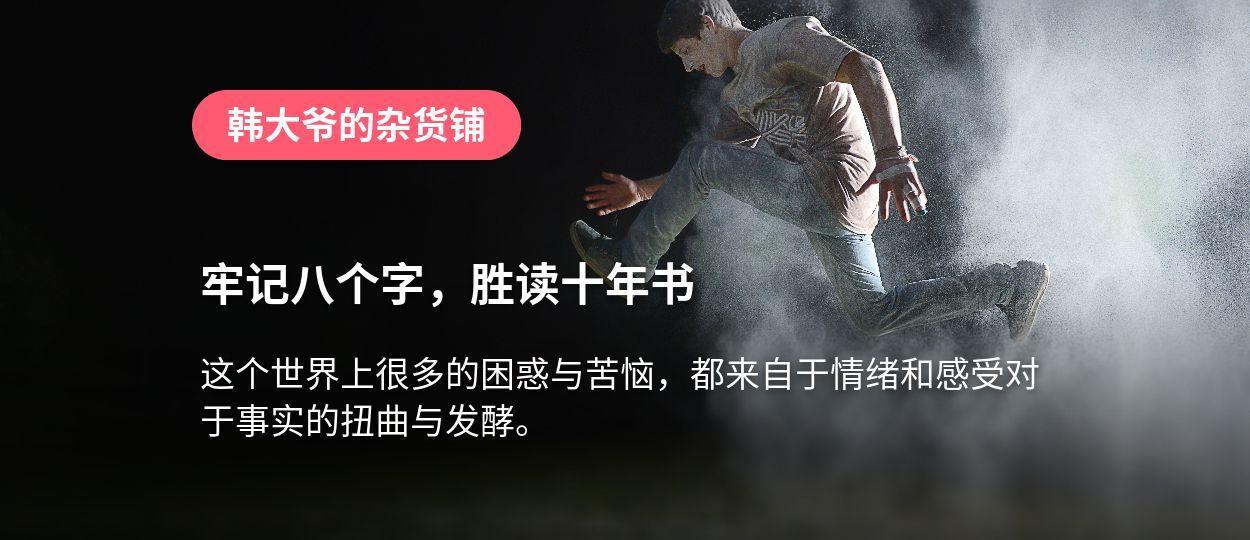 韩大爷的杂货铺
牢记八个字，胜读十年书
这个世界上很多的困惑与苦恼，都来自于情绪和感受对
于事实的扭曲与发酵。